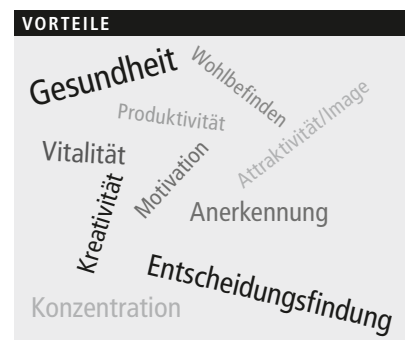 VORTEILE
Gesundheit
Wohlbefinden
Produktivität
Attraktivität/Image
Vitalität
Motivation
Kreativität
Anerkennung
Entscheidungsfindung
Konzentration